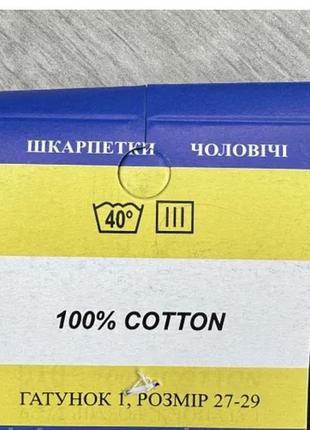 ШКАРПЕТКИ ЧОЛОВІЧІ
40°
100% COTTON
ГАТУНОК 1, РОЗМІР 27-29